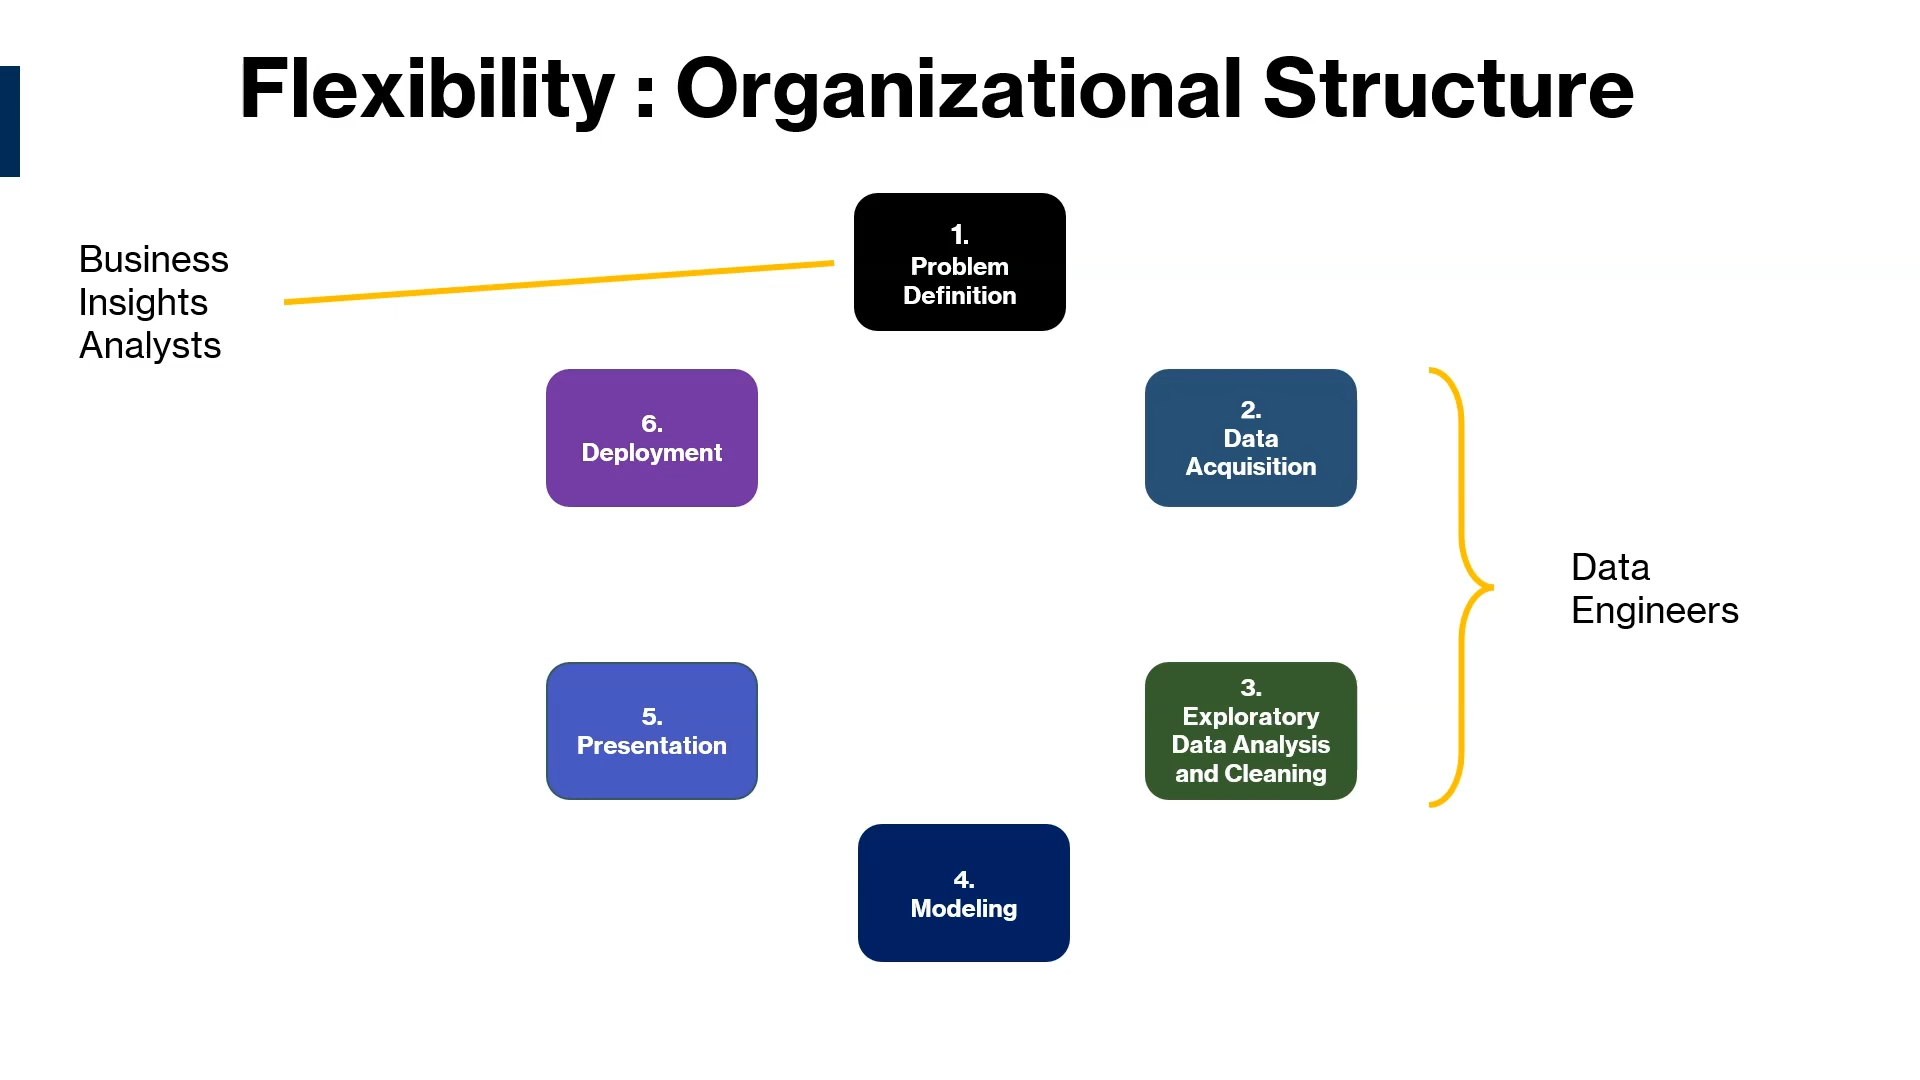 Flexibility : Organizational Structure
Business
Insights
Analysts
1.
Problem
Definition
2.
Data
Acquisition
Data
Engineers
3.
Exploratory
Data Analysis
and Cleaning
4.
Modeling
5.
Presentation
6.
Deployment